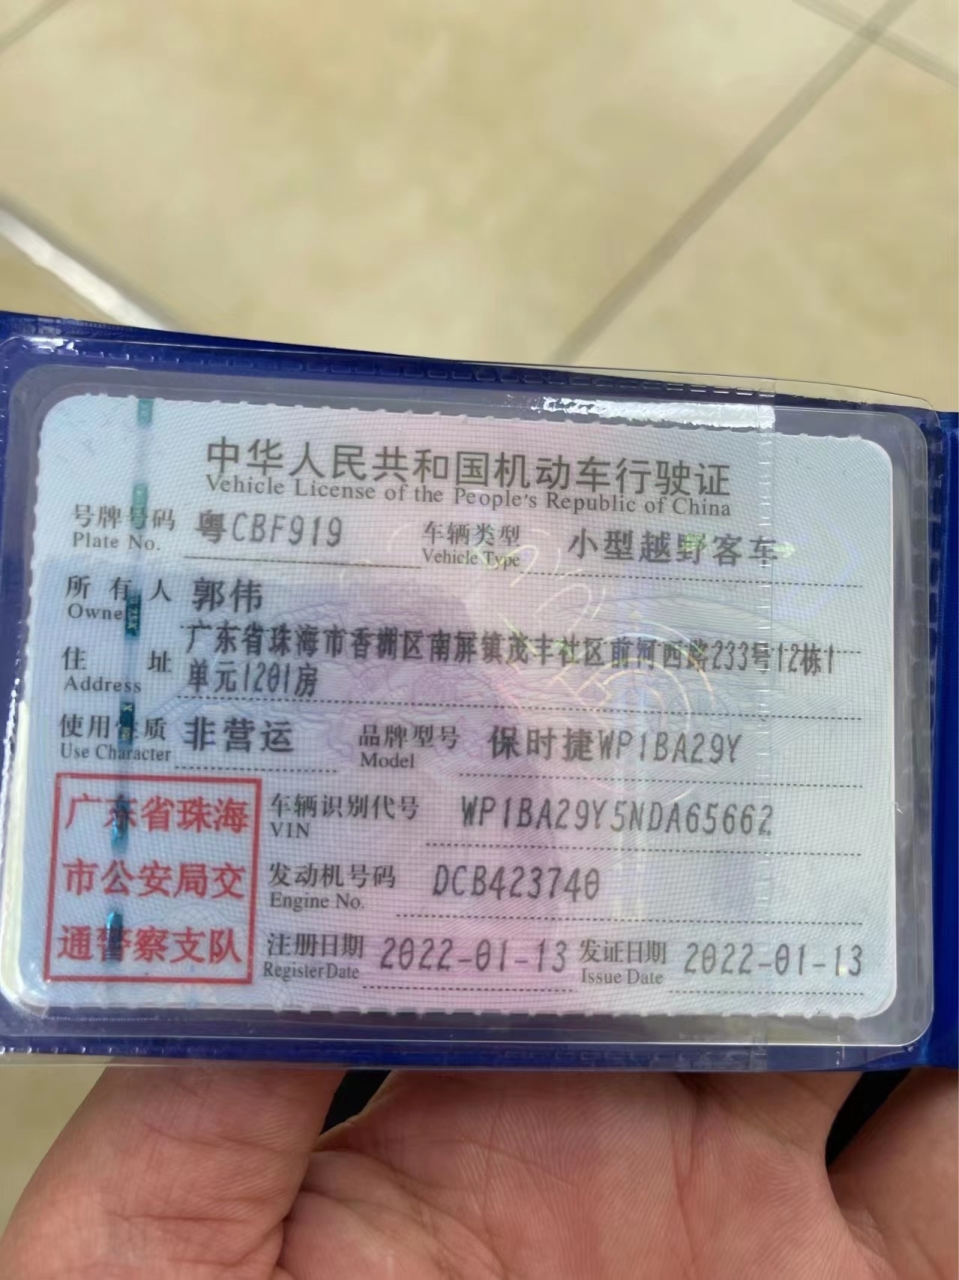 中华人民共和国机动车行驶证
Vehicle License of the People's Republic of China
号牌号码 粤CBF919 车辆类型 小型越野客车
Plate No. Vehicle Type
所有人 郭伟
Owner
住址 广东省珠海市香洲区南屏镇茂丰社区前河西路233号12栋1
Address 单元1201房
使用性质 非营运 品牌型号 保时捷WP1BA29Y
Use Character Model
车辆识别代号 WP1BA29Y5NDA65662
VIN
发动机号码 DCB423740
Engine No.
注册日期 2022-01-13 发证日期 2022-01-13
Register Date Issue Date
广东省珠海
市公安局交
通警察支队